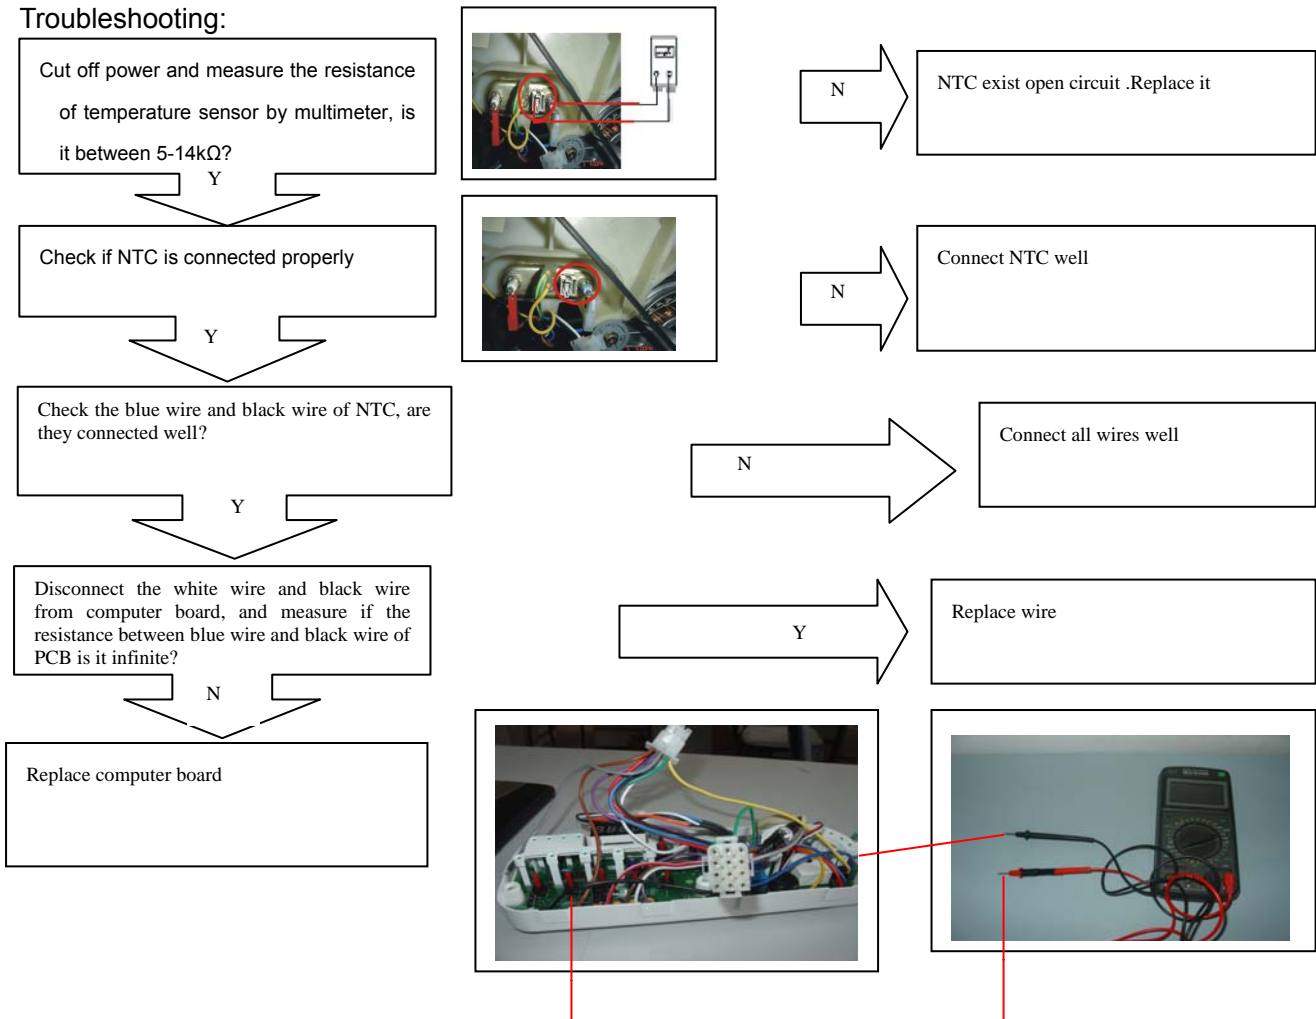 Troubleshooting:
Cut off power and measure the resistance
of temperature sensor by multimeter, is
it between 5-14kΩ?
Y
N
NTC exist open circuit .Replace it
Check if NTC is connected properly
Y
N
Connect NTC well
Check the blue wire and black wire of NTC, are
they connected well?
Y
N
Connect all wires well
Disconnect the white wire and black wire
from computer board, and measure if the
resistance between blue wire and black wire of
PCB is it infinite?
N
Y
Replace wire
Replace computer board